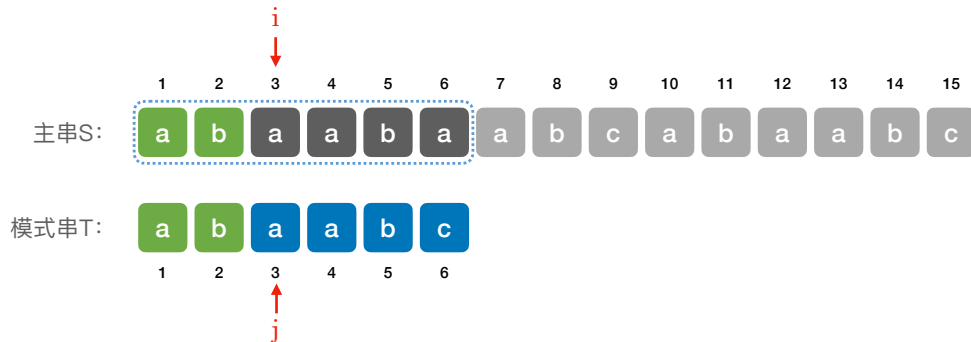 i
1 2 3 4 5 6 7 8 9 10 11 12 13 14 15
主串S: a b a a b a a b c a b a a b c
模式串T: a b a a b c
1 2 3 4 5 6
j